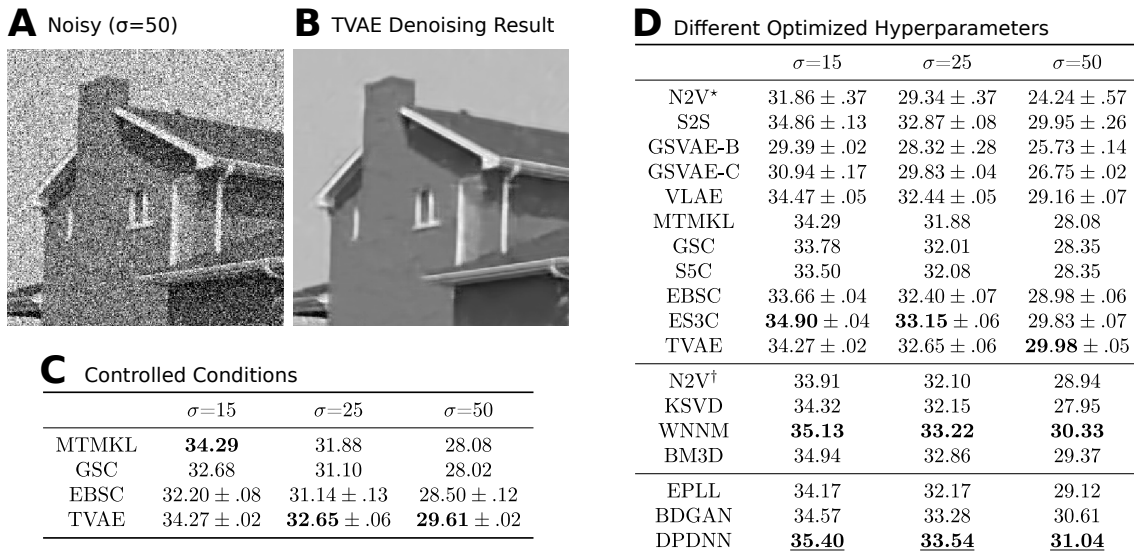 A Noisy (σ=50)
B TVAE Denoising Result
C Controlled Conditions
σ=15 σ=25 σ=50
MTMKL 34.29 31.88 28.08
GSC 32.68 31.10 28.02
EBSC 32.20 ± .08 31.14 ± .13 28.50 ± .12
TVAE 34.27 ± .02 32.65 ± .06 29.61 ± .02
D Different Optimized Hyperparameters
σ=15 σ=25 σ=50
N2V⋆ 31.86 ± .37 29.34 ± .37 24.24 ± .57
S2S 34.86 ± .13 32.87 ± .08 29.95 ± .26
GSVAE-B 29.39 ± .02 28.32 ± .28 25.73 ± .14
GSVAE-C 30.94 ± .17 29.83 ± .04 26.75 ± .02
VLAE 34.47 ± .05 32.44 ± .05 29.16 ± .07
MTMKL 34.29 31.88 28.08
GSC 33.78 32.01 28.35
S5C 33.50 32.08 28.35
EBSC 33.66 ± .04 32.40 ± .07 28.98 ± .06
ES3C 34.90 ± .04 33.15 ± .06 29.83 ± .07
TVAE 34.27 ± .02 32.65 ± .06 29.98 ± .05
N2V† 33.91 32.10 28.94
KSVD 34.32 32.15 27.95
WNNM 35.13 33.22 30.33
BM3D 34.94 32.86 29.37
EPLL 34.17 32.17 29.12
BDGAN 34.57 33.28 30.61
DPDNN 35.40 33.54 31.04